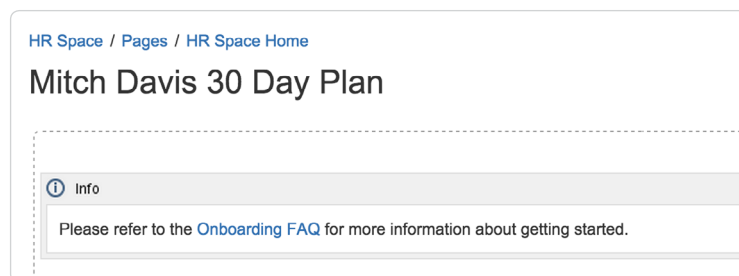 HR Space / Pages / HR Space Home
Mitch Davis 30 Day Plan
Info
Please refer to the Onboarding FAQ for more information about getting started.